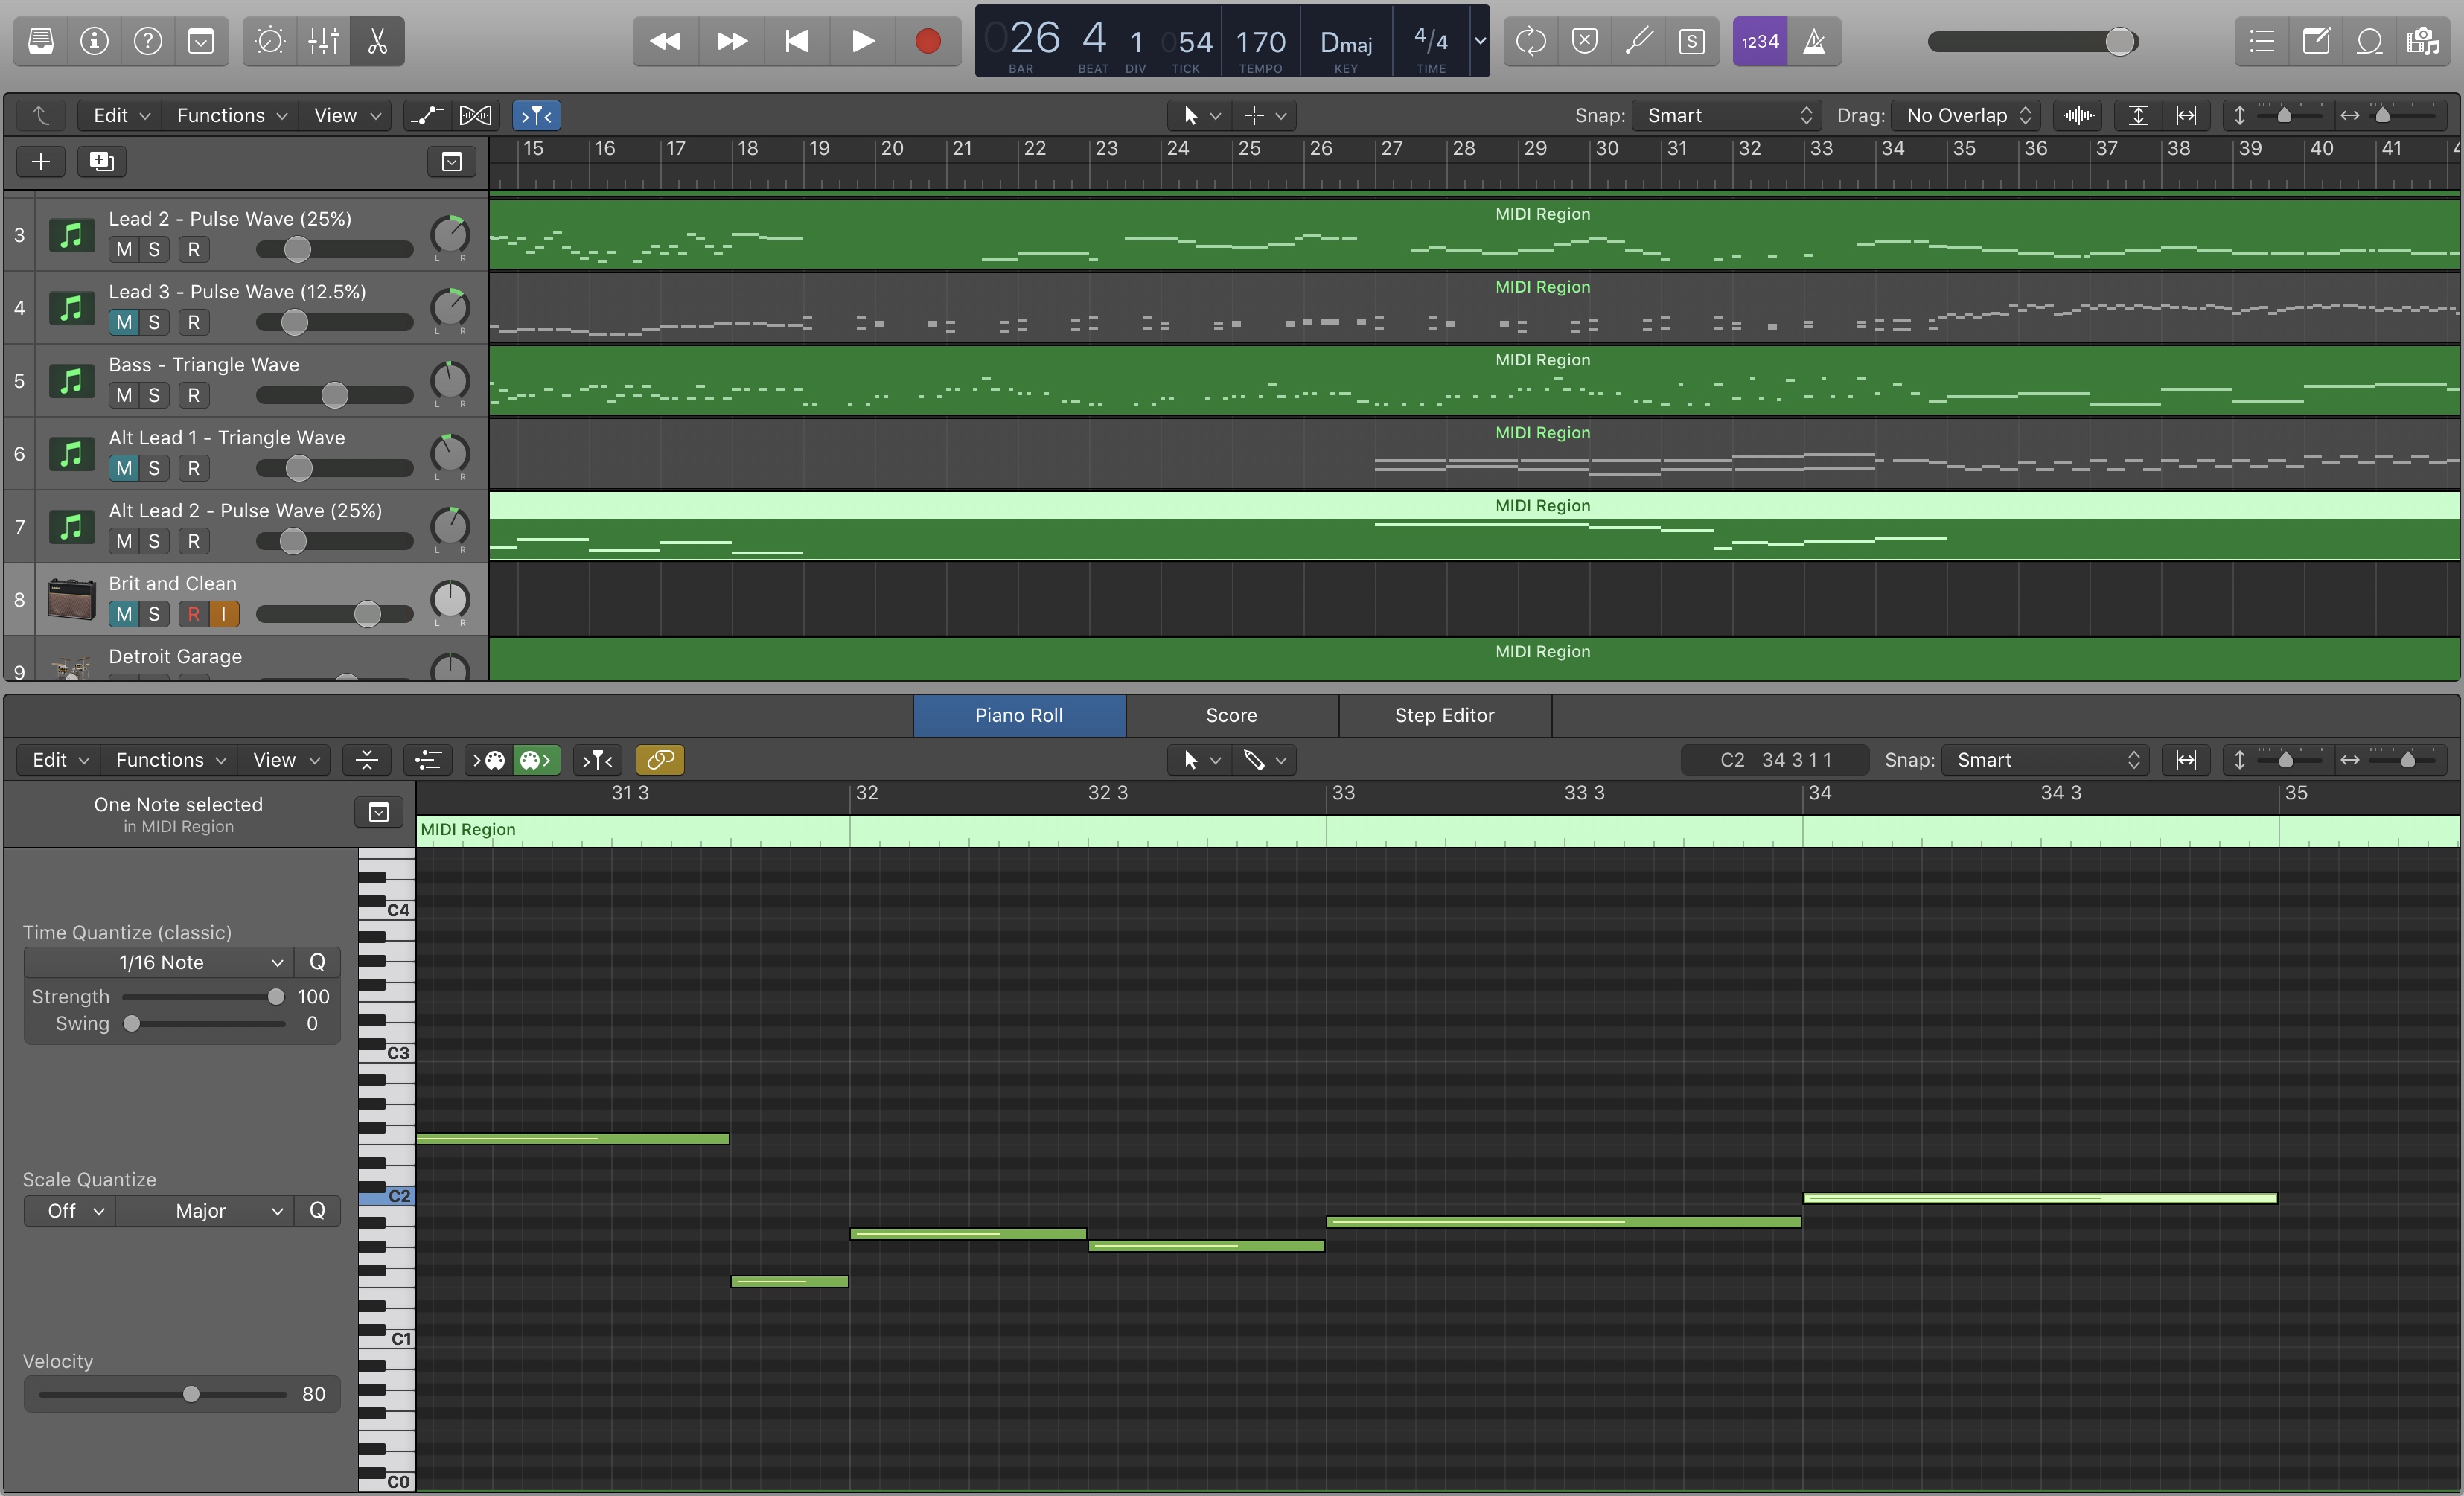 026 4 1 054 170 Dmaj 4/4 1234
BAR BEAT DIV TICK TEMPO KEY TIME
S
Edit Functions View Snap: Smart Drag: No Overlap
15 16 17 18 19 20 21 22 23 24 25 26 27 28 29 30 31 32 33 34 35 36 37 38 39 40 41
3 Lead 2 - Pulse Wave (25%) MIDI Region
M S R
L R
4 Lead 3 - Pulse Wave (12.5%) MIDI Region
M S R
L R
5 Bass - Triangle Wave MIDI Region
M S R
L R
6 Alt Lead 1 - Triangle Wave MIDI Region
M S R
L R
7 Alt Lead 2 - Pulse Wave (25%) MIDI Region
M S R
L R
8 Brit and Clean
M S R I
L R
9 Detroit Garage MIDI Region
Piano Roll Score Step Editor
Edit Functions View C2 34 3 1 1 Snap: Smart
One Note selected
in MIDI Region
31 3 32 32 3 33 33 3 34 34 3 35
MIDI Region
C4
Time Quantize (classic)
1/16 Note Q
Strength 100
Swing 0
C3
Scale Quantize
Off Major Q
C2
C1
Velocity
80
C0